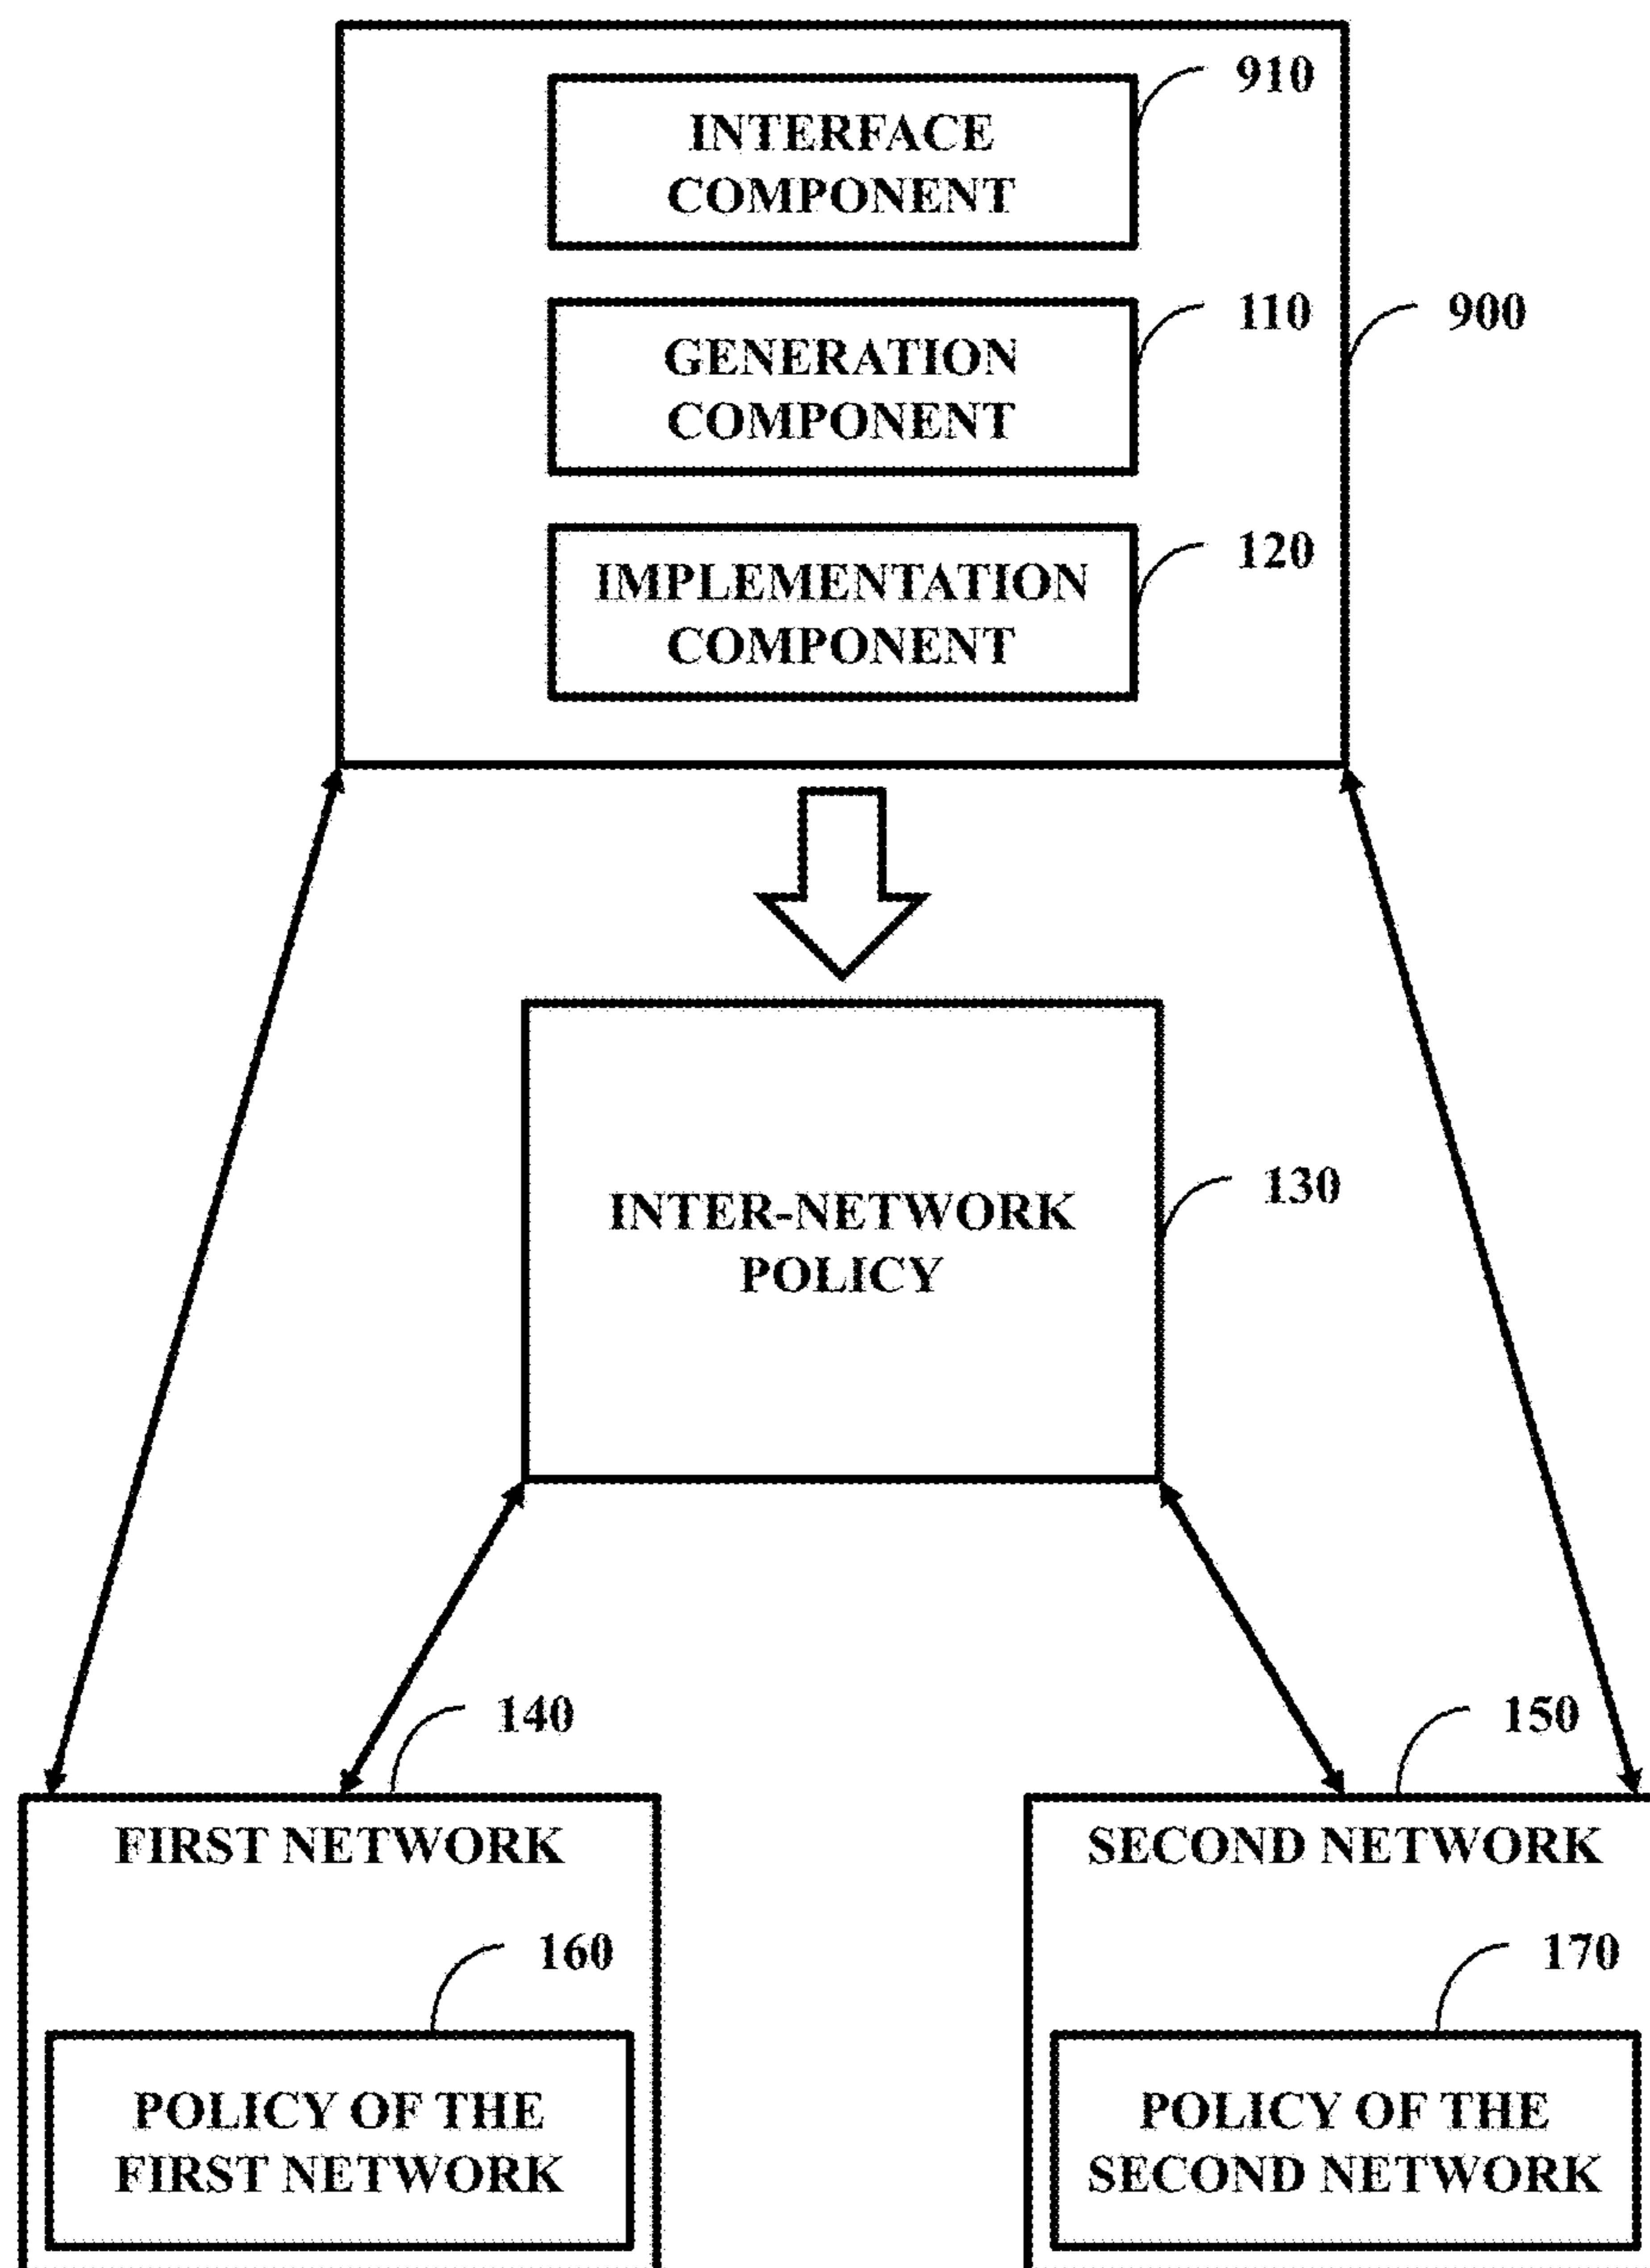 910
INTERFACE
COMPONENT
110
900
GENERATION
COMPONENT
120
IMPLEMENTATION
COMPONENT
130
INTER-NETWORK
POLICY
140
150
FIRST NETWORK
SECOND NETWORK
160
170
POLICY OF THE
FIRST NETWORK
POLICY OF THE
SECOND NETWORK